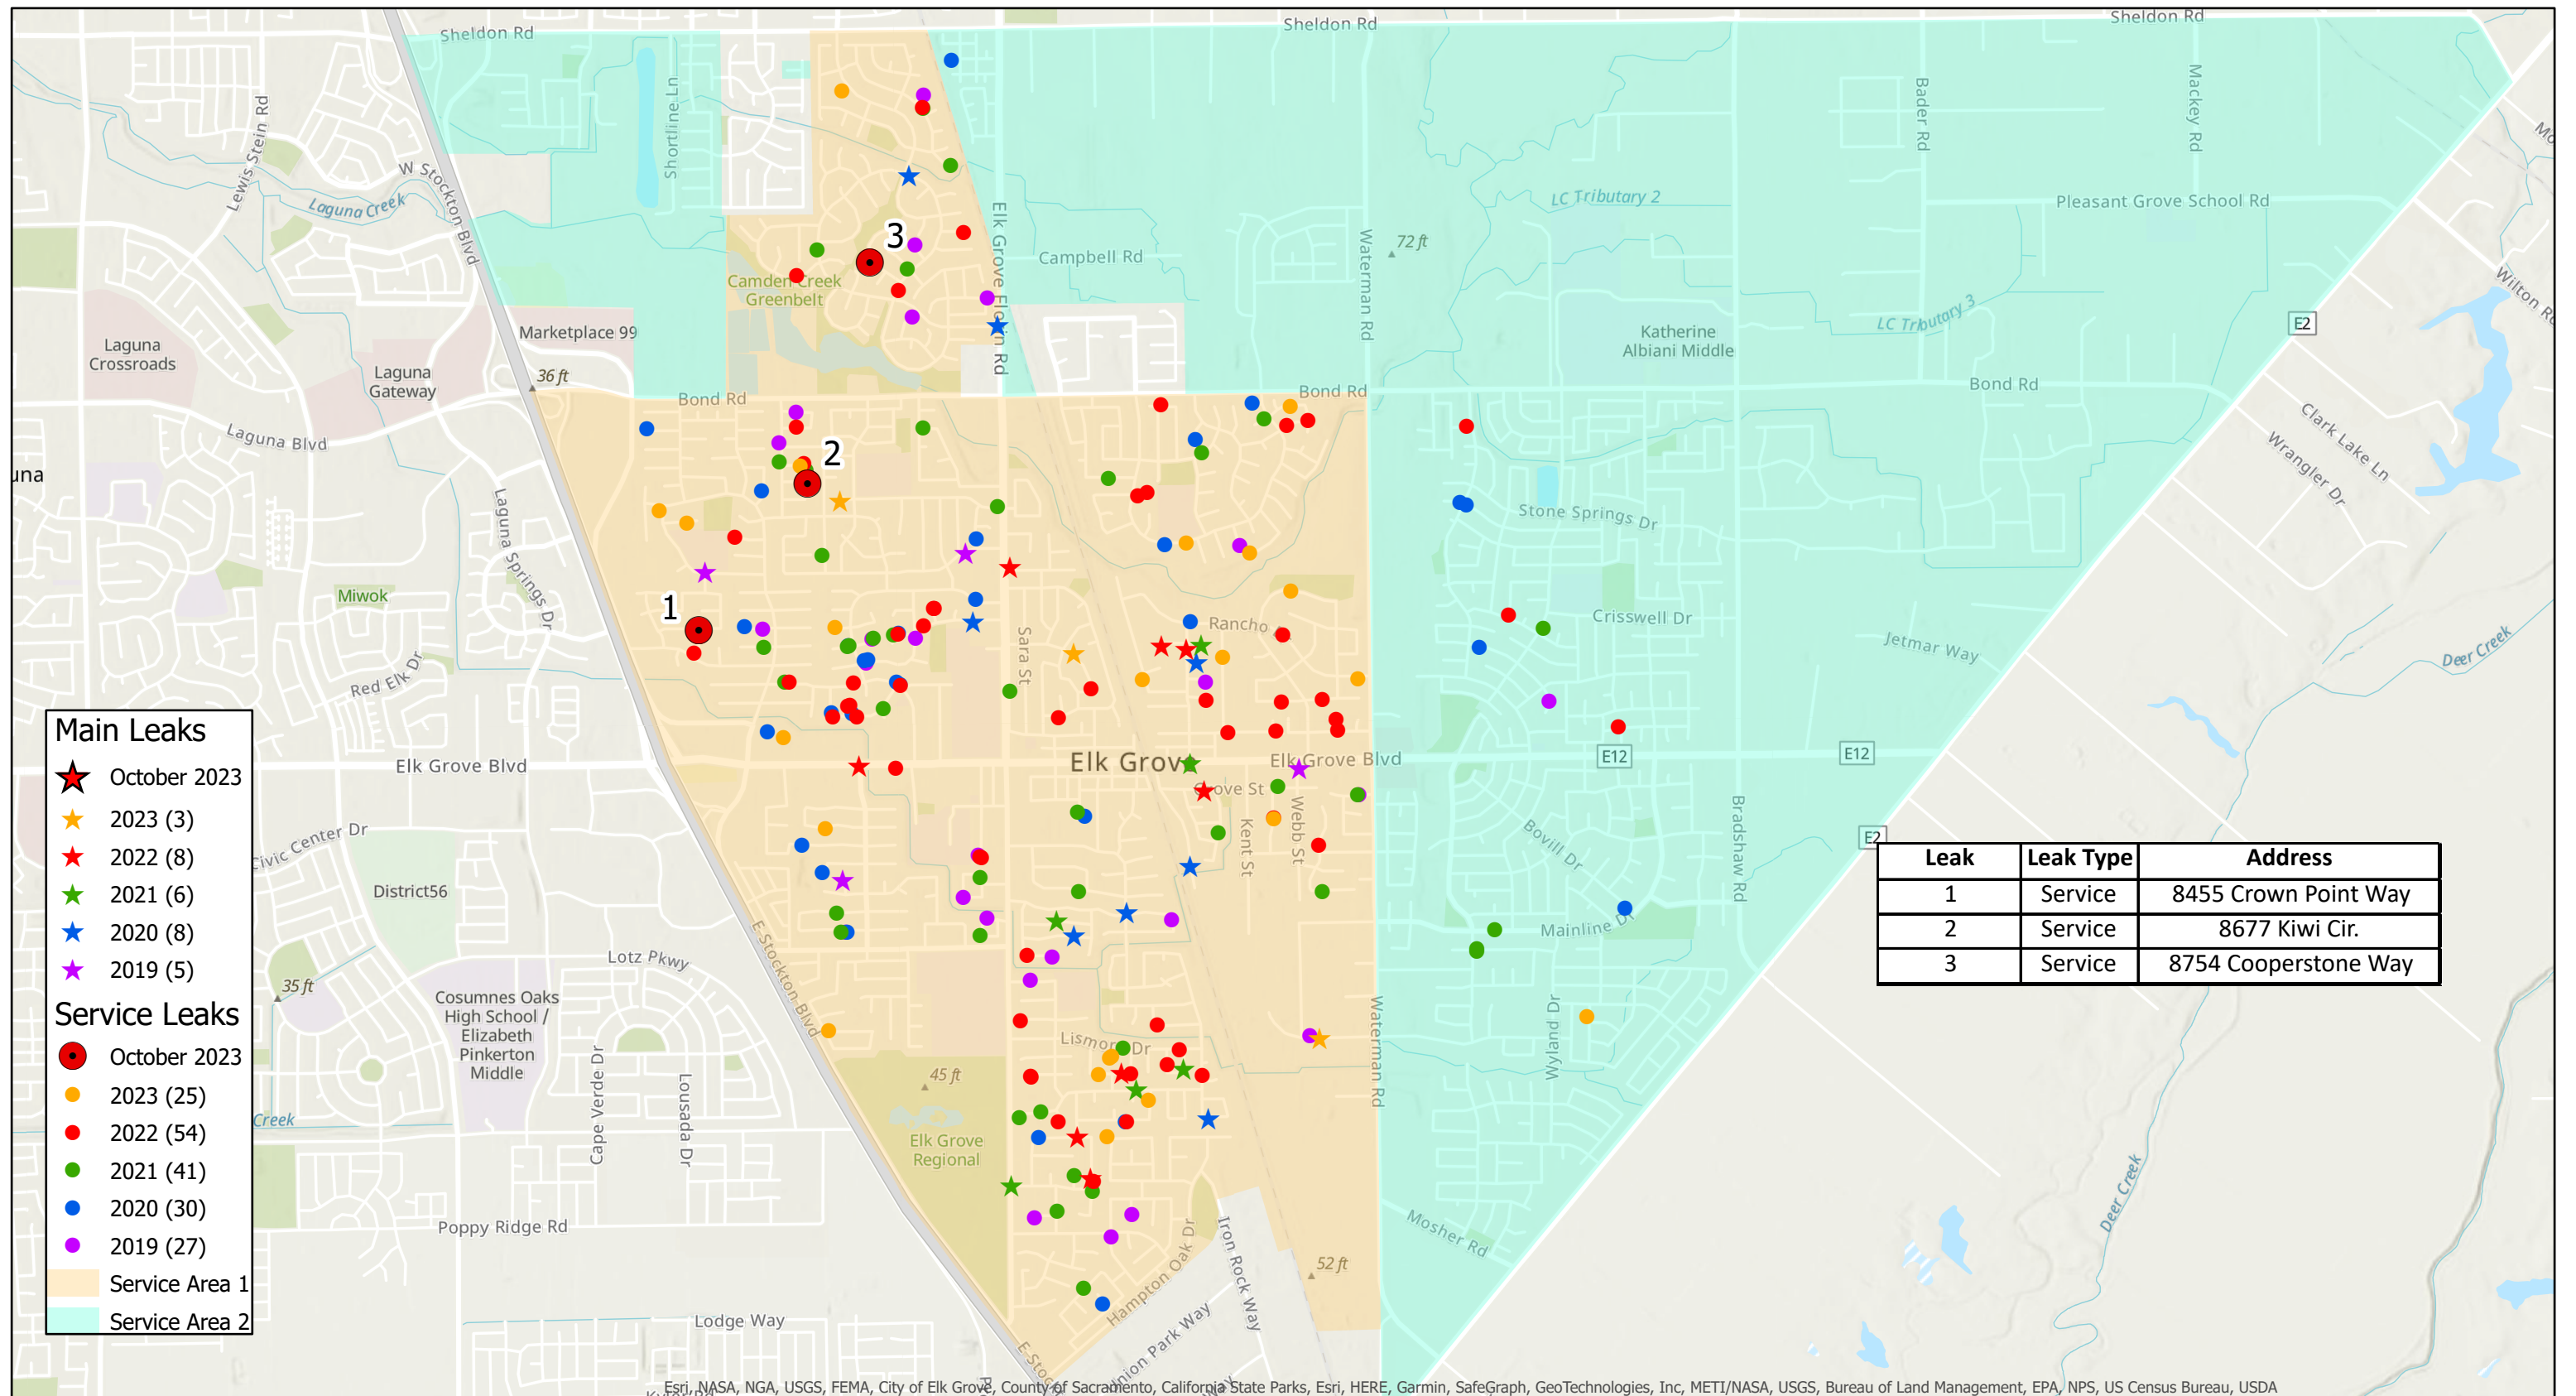 Sheldon Rd
Sheldon Rd
Sheldon Rd
Lewis Stein Rd
W Stockton Blvd
Laguna Creek
Shortline Ln
Bader Rd
Mackey Rd
LC Tributary 2
Pleasant Grove School Rd
Elk Grove Florin Rd
Campbell Rd
Waterman Rd
72 ft
3
Camden Creek
Greenbelt
Wilton Rd
LC Tributary 3
E2
Marketplace 99
Katherine
Albiani Middle
Laguna
Crossroads
Laguna
Gateway
36 ft
Bond Rd
Bond Rd
Bond Rd
Clark Lake Ln
Wrangler Dr
Laguna Blvd
una
2
Laguna Springs Dr
Stone Springs Dr
Miwok
1
Crisswell Dr
Rancho
Sara St
Jetmar Way
Deer Creek
Red Elk Dr
Elk Grove Blvd
Elk Grove
Elk Grove Blvd
E12
E12
Grove St
Kent St
Webb St
Bovill Dr
Bradshaw Rd
E2
Civic Center Dr
District56
Mainline Dr
E Stockton Blvd
Lotz Pkwy
35 ft
Cosumnes Oaks
High School /
Elizabeth
Pinkerton
Middle
Cape Verde Dr
Lousada Dr
Lismore Dr
45 ft
Elk Grove
Regional
Waterman Rd
Wyland Dr
Creek
Poppy Ridge Rd
Hampton Oak Dr
Iron Rock Way
52 ft
Mosher Rd
Deer Creek
Lodge Way
Union Park Way
E Stoc
Main Leaks
October 2023
2023 (3)
2022 (8)
2021 (6)
2020 (8)
2019 (5)
Service Leaks
October 2023
2023 (25)
2022 (54)
2021 (41)
2020 (30)
2019 (27)
Service Area 1
Service Area 2
Leak Leak Type Address
1 Service 8455 Crown Point Way
2 Service 8677 Kiwi Cir.
3 Service 8754 Cooperstone Way
Esri, NASA, NGA, USGS, FEMA, City of Elk Grove, County of Sacramento, California State Parks, Esri, HERE, Garmin, SafeGraph, GeoTechnologies, Inc, METI/NASA, USGS, Bureau of Land Management, EPA, NPS, US Census Bureau, USDA